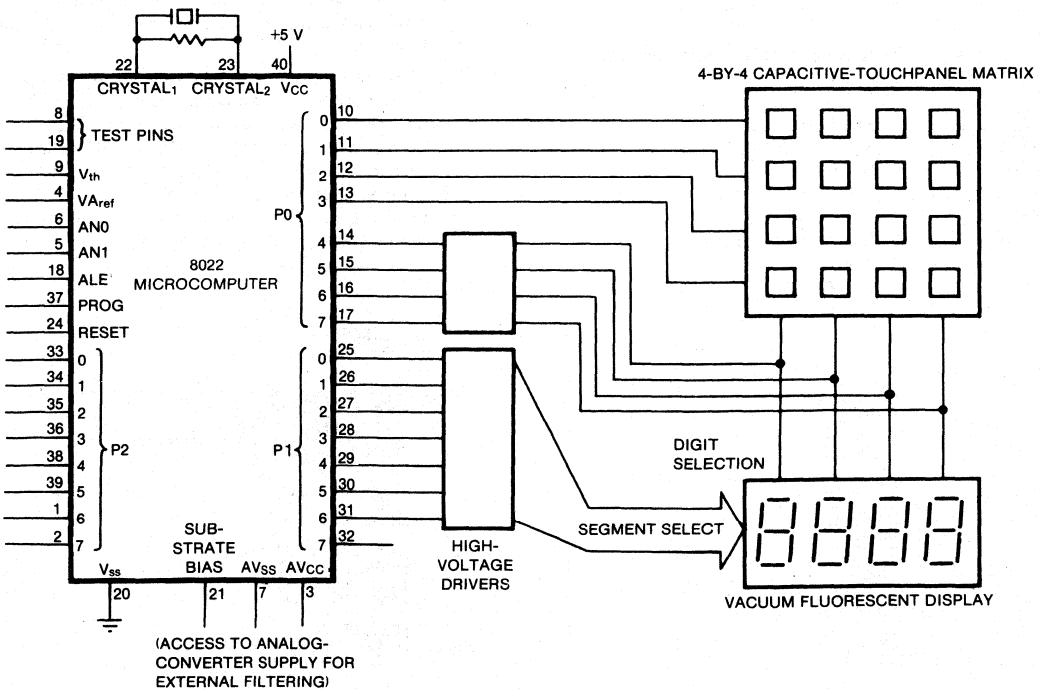 +5 V
22
23
40
CRYSTAL1
CRYSTAL2
VCC
4-BY-4 CAPACITIVE-TOUCHPANEL MATRIX
8
19
TEST PINS
9
Vth
4
VAref
6
AN0
5
AN1
18
ALE
37
PROG
24
RESET
8022
MICROCOMPUTER
P0
0
10
1
11
2
12
3
13
4
14
5
15
6
16
7
17
33
0
34
1
35
2
36
3
38
4
39
5
1
6
2
7
P2
P1
0
25
1
26
2
27
3
28
4
29
5
30
6
31
7
32
DIGIT
SELECTION
SEGMENT SELECT
HIGH-
VOLTAGE
DRIVERS
VACUUM FLUORESCENT DISPLAY
SUB-
STRATE
BIAS
VSS
AVSS
AVCC
20
21
7
3
(ACCESS TO ANALOG-
CONVERTER SUPPLY FOR
EXTERNAL FILTERING)